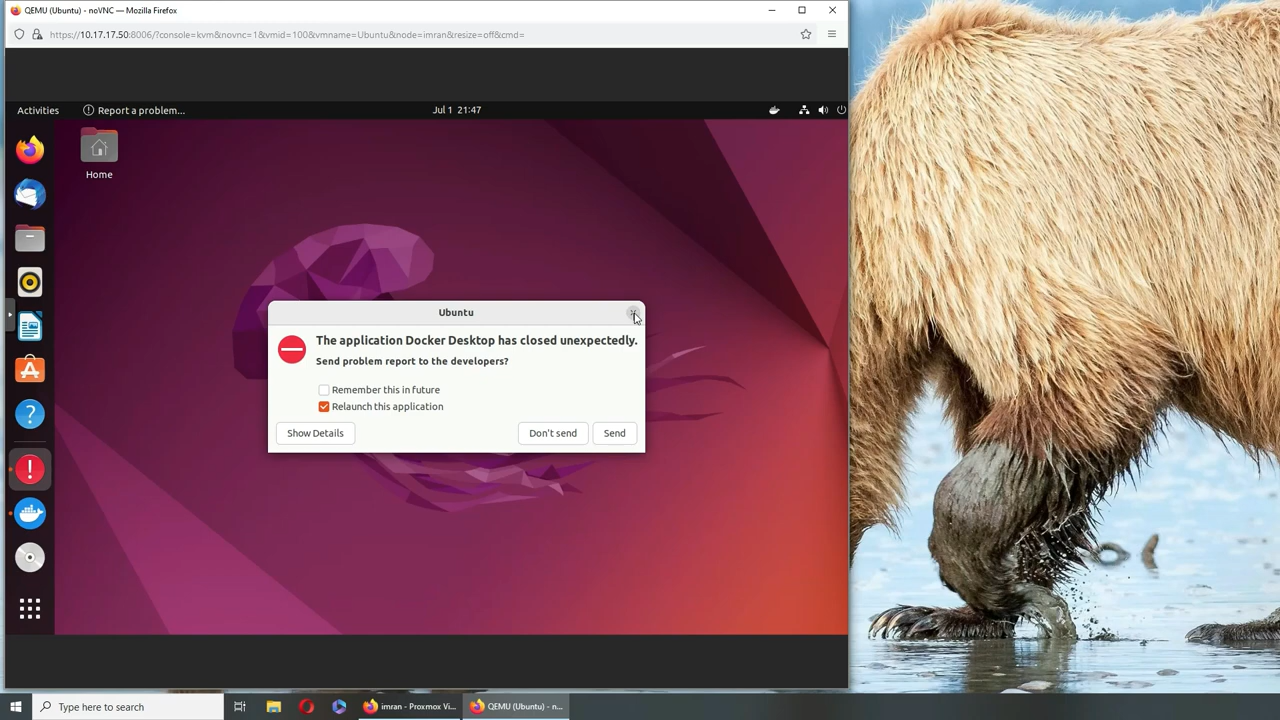 QEMU (Ubuntu) - noVNC — Mozilla Firefox
https://10.17.17.50:8006/?console=kvm&novnc=1&vmid=100&vmname=Ubuntu&node=imran&resize=off&cmd=
Activities
Report a problem...
Jul 1 21:47
Home
Ubuntu
The application Docker Desktop has closed unexpectedly.
Send problem report to the developers?
Remember this in future
Relaunch this application
Show Details
Don't send
Send
Type here to search
imran - Proxmox Vi...
QEMU (Ubuntu) - n...